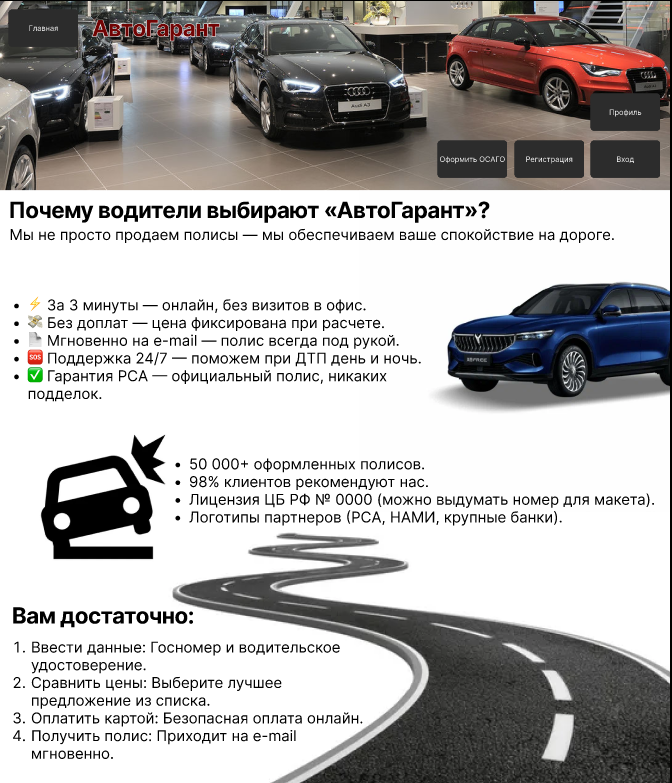 Главная
АвтоГарант
Audi A3
Профиль
Оформить ОСАГО
Регистрация
Вход
Почему водители выбирают «АвтоГарант»?
Мы не просто продаем полисы — мы обеспечиваем ваше спокойствие на дороге.
• ⚡ За 3 минуты — онлайн, без визитов в офис.
• 💸 Без доплат — цена фиксирована при расчете.
• 📄 Мгновенно на e-mail — полис всегда под рукой.
• 🆘 Поддержка 24/7 — поможем при ДТП день и ночь.
• ✅ Гарантия РСА — официальный полис, никаких
подделок.
• 50 000+ оформленных полисов.
• 98% клиентов рекомендуют нас.
• Лицензия ЦБ РФ № 0000 (можно выдумать номер для макета).
• Логотипы партнеров (РСА, НАМИ, крупные банки).
Вам достаточно:
1. Ввести данные: Госномер и водительское
удостоверение.
2. Сравнить цены: Выберите лучшее
предложение из списка.
3. Оплатить картой: Безопасная оплата онлайн.
4. Получить полис: Приходит на e-mail
мгновенно.